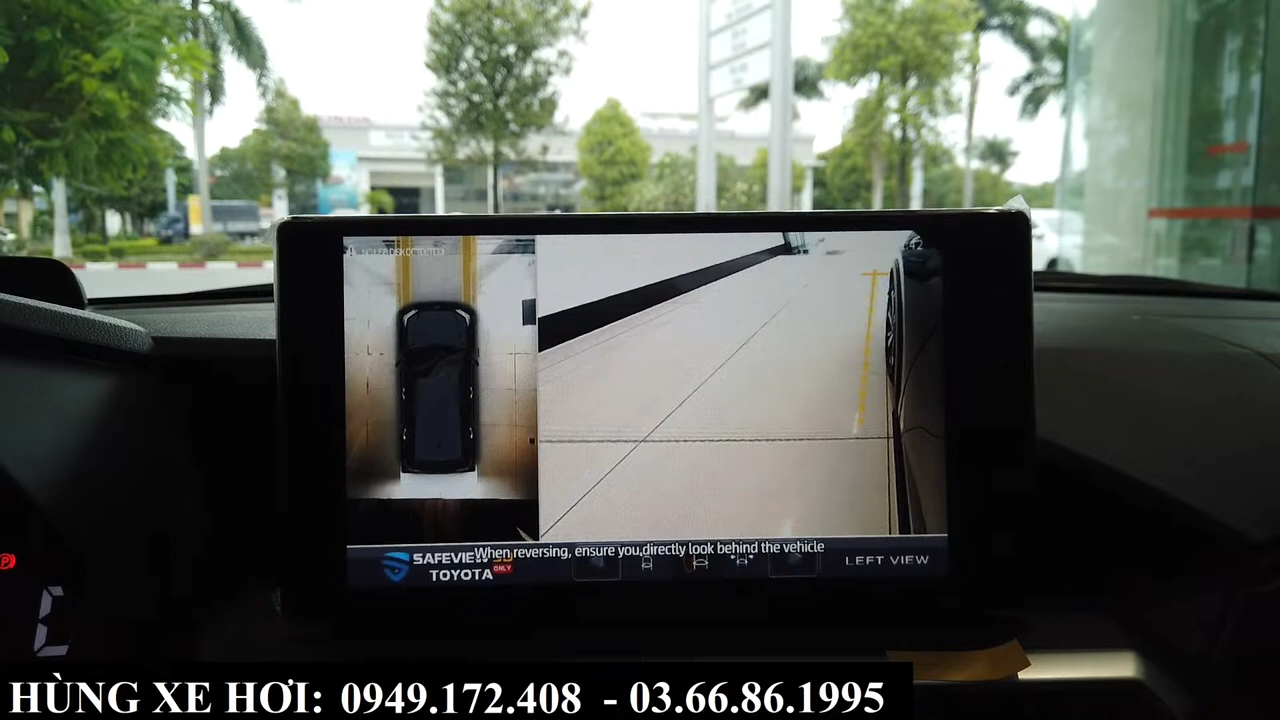 When reversing, ensure you directly look behind the vehicle
SAFEVIEW
ONLY
TOYOTA
LEFT VIEW
HÙNG XE HƠI: 0949.172.408 - 03.66.86.1995